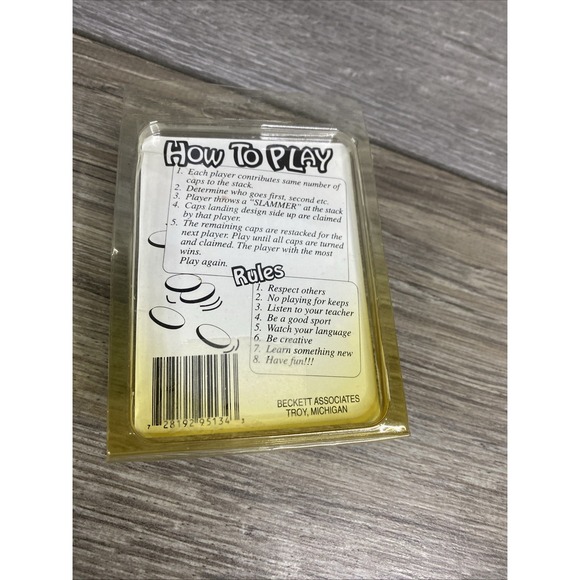 HOW TO PLAY
1. Each player contributes same number of
caps to the stack.
2. Determine who goes first, second etc.
3. Player throws a "SLAMMER" at the stack
4. Caps landing design side up are claimed
by that player.
5. The remaining caps are restacked for the
next player. Play until all caps are turned
and claimed. The player with the most
wins.
Play again.
Rules
1. Respect others
2. No playing for keeps
3. Listen to your teacher
4. Be a good sport
5. Watch your language
6. Be creative
7. Learn something new
8. Have fun!!!
BECKETT ASSOCIATES
TROY, MICHIGAN
7 28192 95134 3